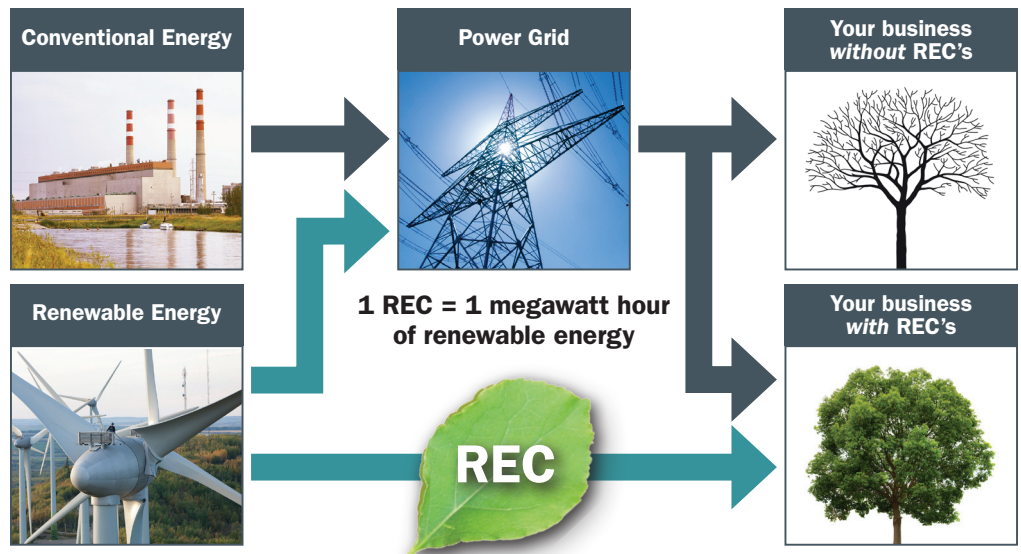 Conventional Energy
Power Grid
Your business
without REC's
Renewable Energy
1 REC = 1 megawatt hour
of renewable energy
Your business
with REC's
REC